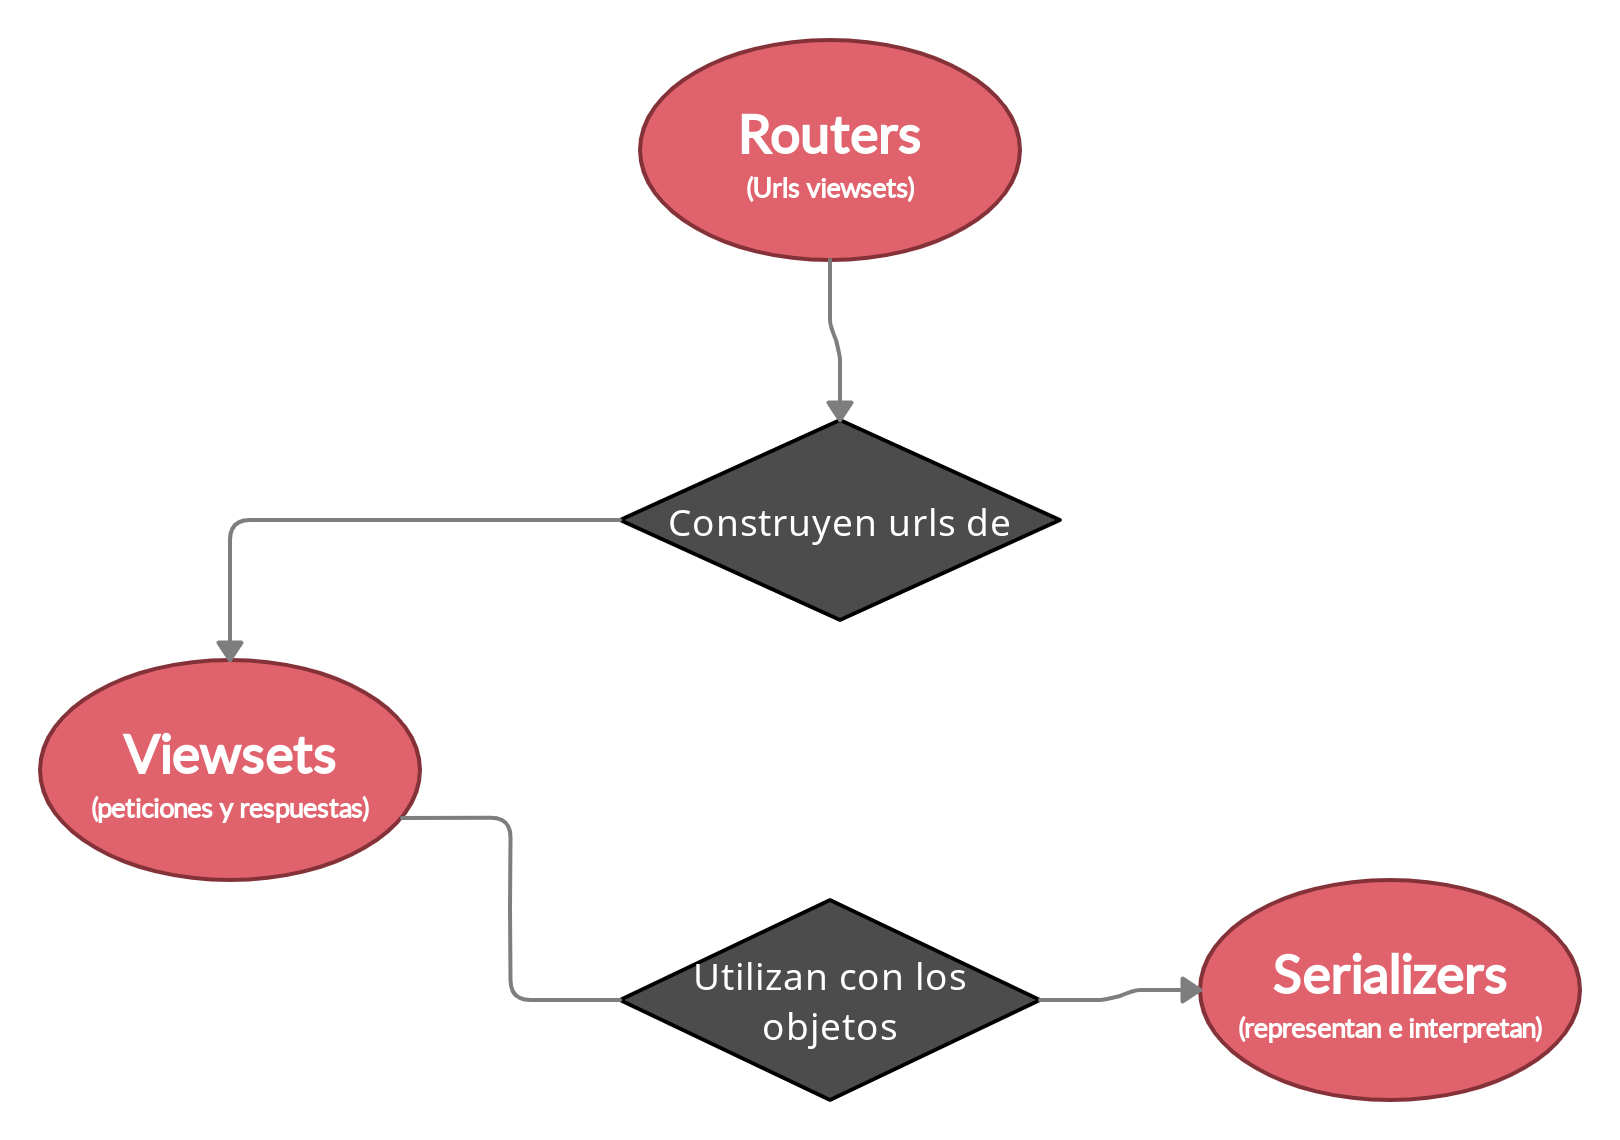 Routers
(Urls viewsets)
Construyen urls de
Viewsets
(peticiones y respuestas)
Utilizan con los
objetos
Serializers
(representan e interpretan)